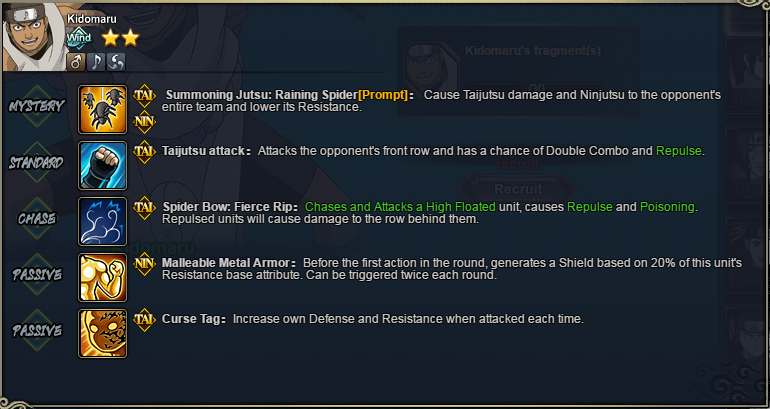 Kidomaru
Wind
Kidomaru's fragment(s)
MYSTERY
TAI
NIN
Summoning Jutsu: Raining Spider[Prompt]: Cause Taijutsu damage and Ninjutsu to the opponent's
entire team and lower its Resistance.
STANDARD
TAI
Taijutsu attack: Attacks the opponent's front row and has a chance of Double Combo and Repulse.
recruit
Recruit
CHASE
TAI
Spider Bow: Fierce Rip: Chases and Attacks a High Floated unit, causes Repulse and Poisoning.
Repulsed units will cause damage to the row behind them.
Kidomaru
PASSIVE
NIN
Malleable Metal Armor: Before the first action in the round, generates a Shield based on 20% of this unit's
Resistance base attribute. Can be triggered twice each round.
PASSIVE
TAI
Curse Tag: Increase own Defense and Resistance when attacked each time.